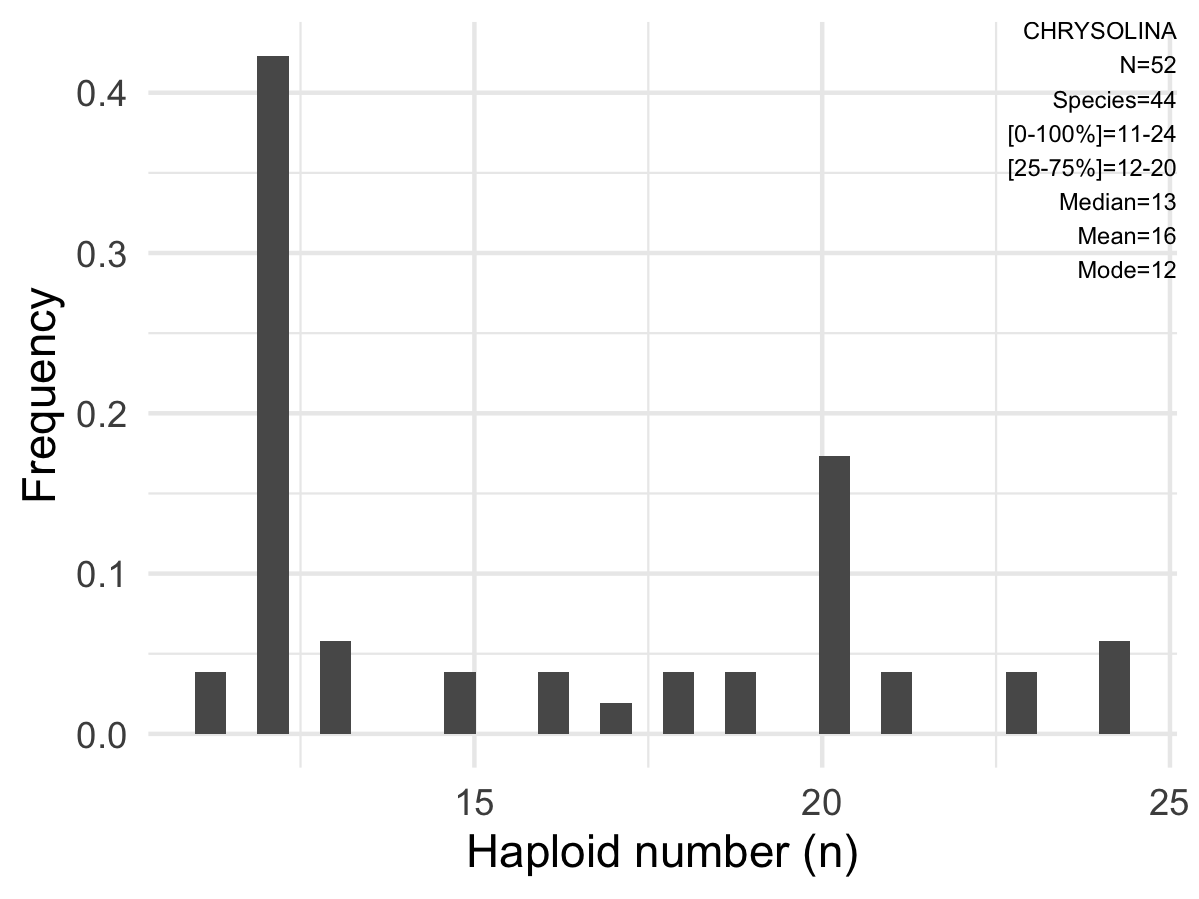 CHRYSOLINA
N=52
Species=44
[0-100%]=11-24
[25-75%]=12-20
Median=13
Mean=16
Mode=12
Frequency
0.4
0.3
0.2
0.1
0.0
15 20 25
Haploid number (n)